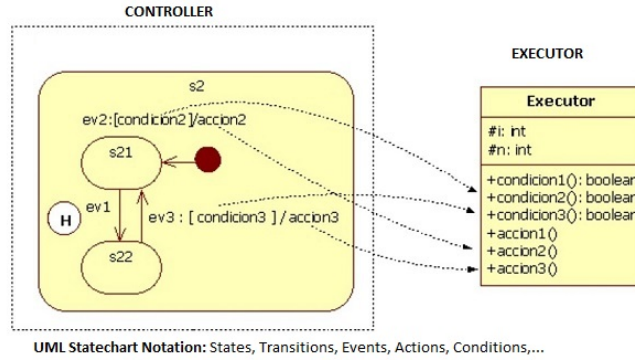 CONTROLLER
EXECUTOR
s2
ev2:[condicion2]/accion2
s21
ev1
H
ev3 : [ condicion3 ] / accion3
s22
Executor
#i: int
#n: int
+condicion1(): boolean
+condicion2(): boolean
+condicion3(): boolean
+accion1()
+accion2()
+accion3()
UML Statechart Notation: States, Transitions, Events, Actions, Conditions,...